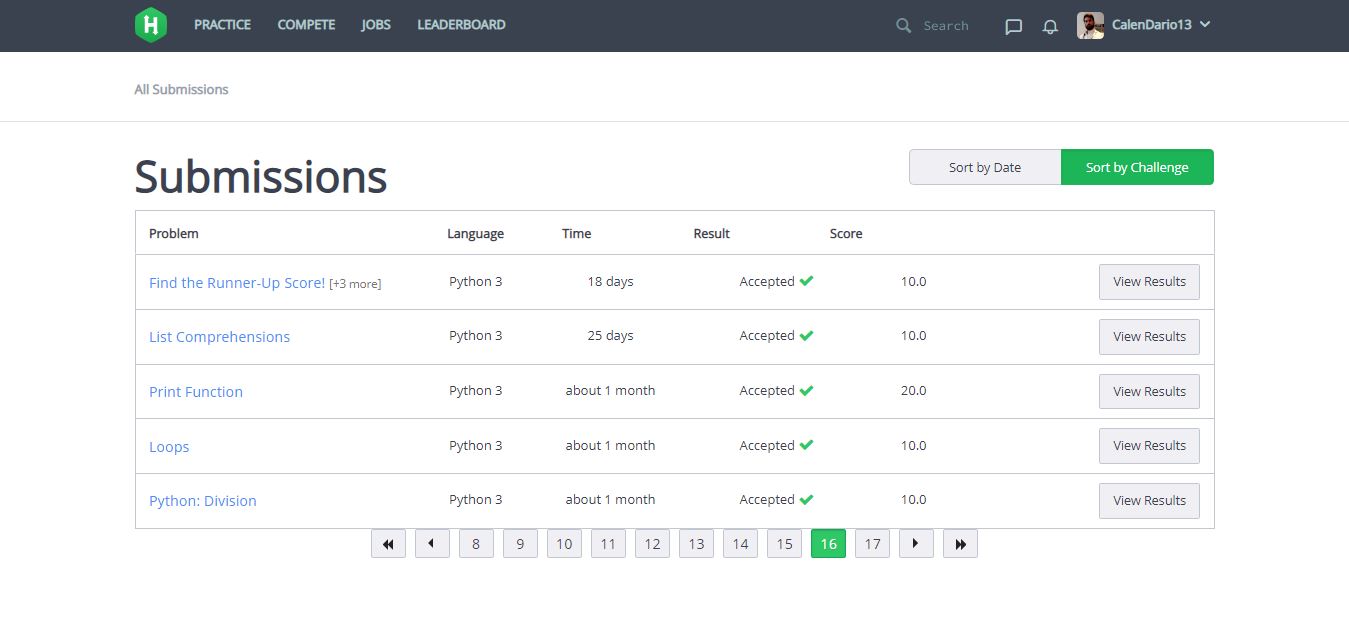 H PRACTICE COMPETE JOBS LEADERBOARD Search CalenDario13
All Submissions
Submissions Sort by Date Sort by Challenge
Problem Language Time Result Score
Find the Runner-Up Score! [+3 more] Python 3 18 days Accepted 10.0 View Results
List Comprehensions Python 3 25 days Accepted 10.0 View Results
Print Function Python 3 about 1 month Accepted 20.0 View Results
Loops Python 3 about 1 month Accepted 10.0 View Results
Python: Division Python 3 about 1 month Accepted 10.0 View Results
8 9 10 11 12 13 14 15 16 17